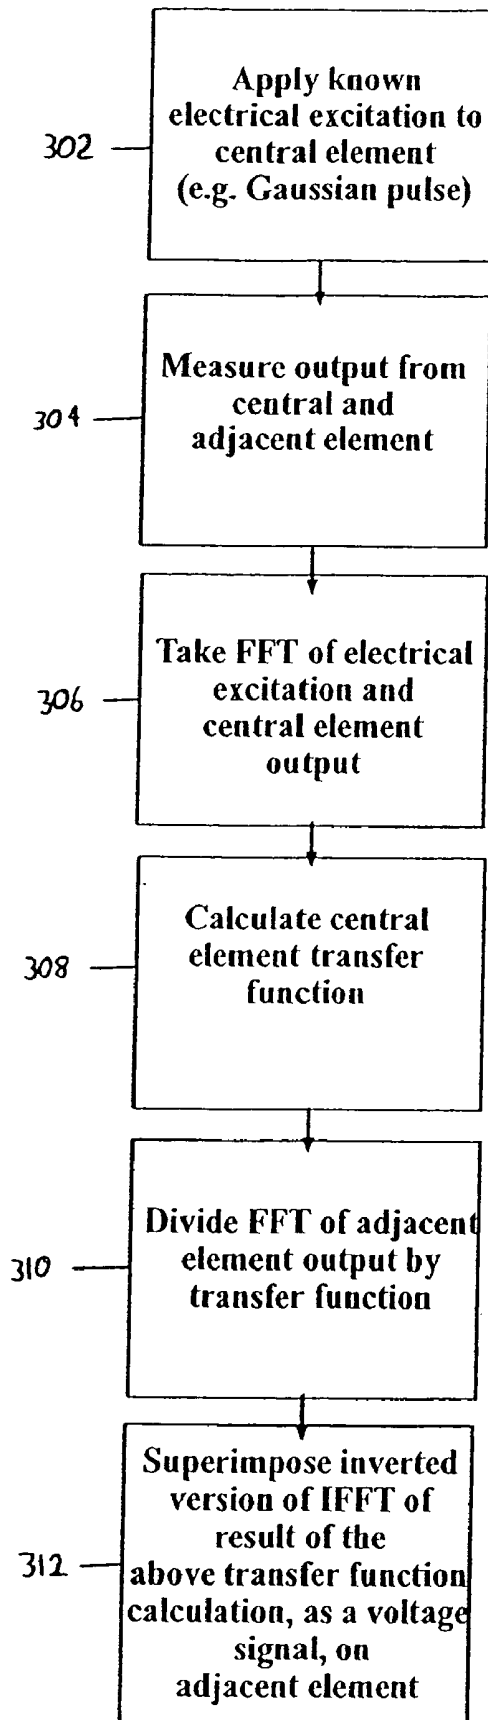 Apply known
electrical excitation to
302
central element
(e.g. Gaussian pulse)
Measure output from
304
central and
adjacent element
Take FFT of electrical
306
excitation and
central element
output
Calculate central
308
element transfer
function
Divide FFT of adjacent
310
element output by
transfer function
Superimpose inverted
version of IFFT of
result of the
312
above transfer function
calculation, as a voltage
signal, on
adjacent element